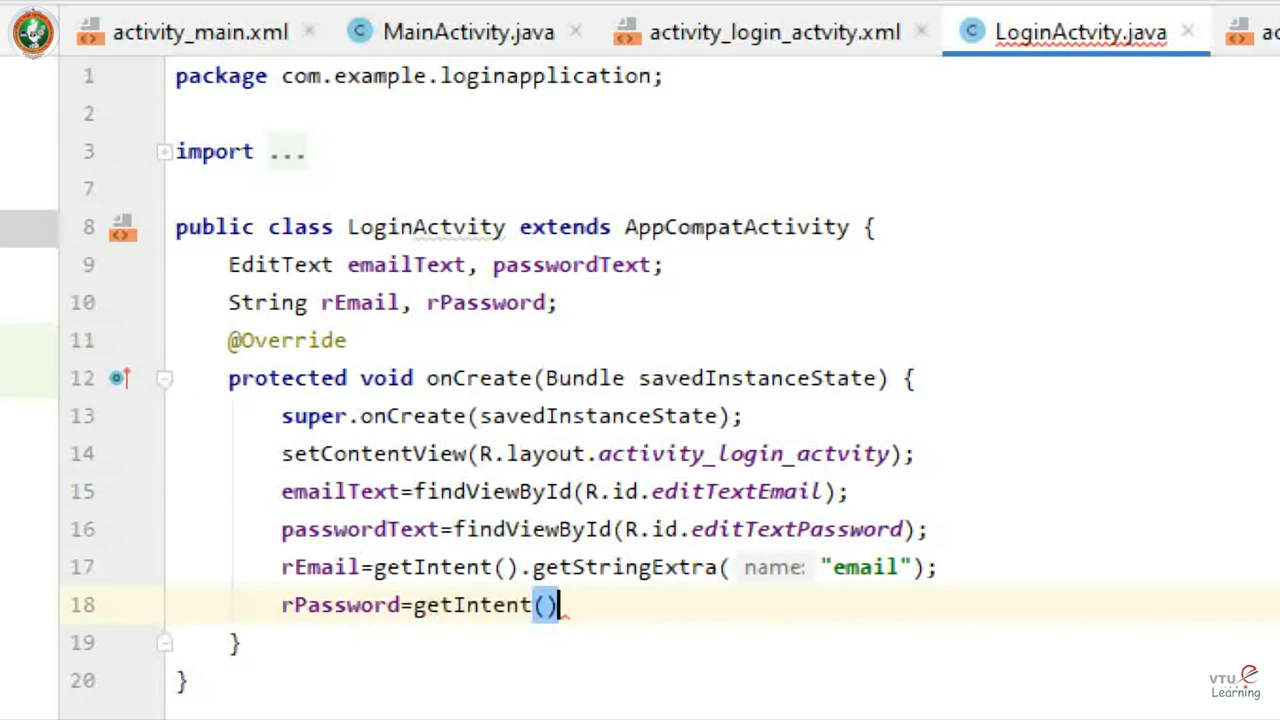 activity_main.xml MainActivity.java activity_login_actvity.xml LoginActvity.java
1 package com.example.loginapplication;
2
3 import ...
7
8 public class LoginActvity extends AppCompatActivity {
9 EditText emailText, passwordText;
10 String rEmail, rPassword;
11 @Override
12 protected void onCreate(Bundle savedInstanceState) {
13 super.onCreate(savedInstanceState);
14 setContentView(R.layout.activity_login_actvity);
15 emailText=findViewById(R.id.editTextEmail);
16 passwordText=findViewById(R.id.editTextPassword);
17 rEmail=getIntent().getStringExtra( name: "email");
18 rPassword=getIntent()
19 }
20 }
VTU e
Learning